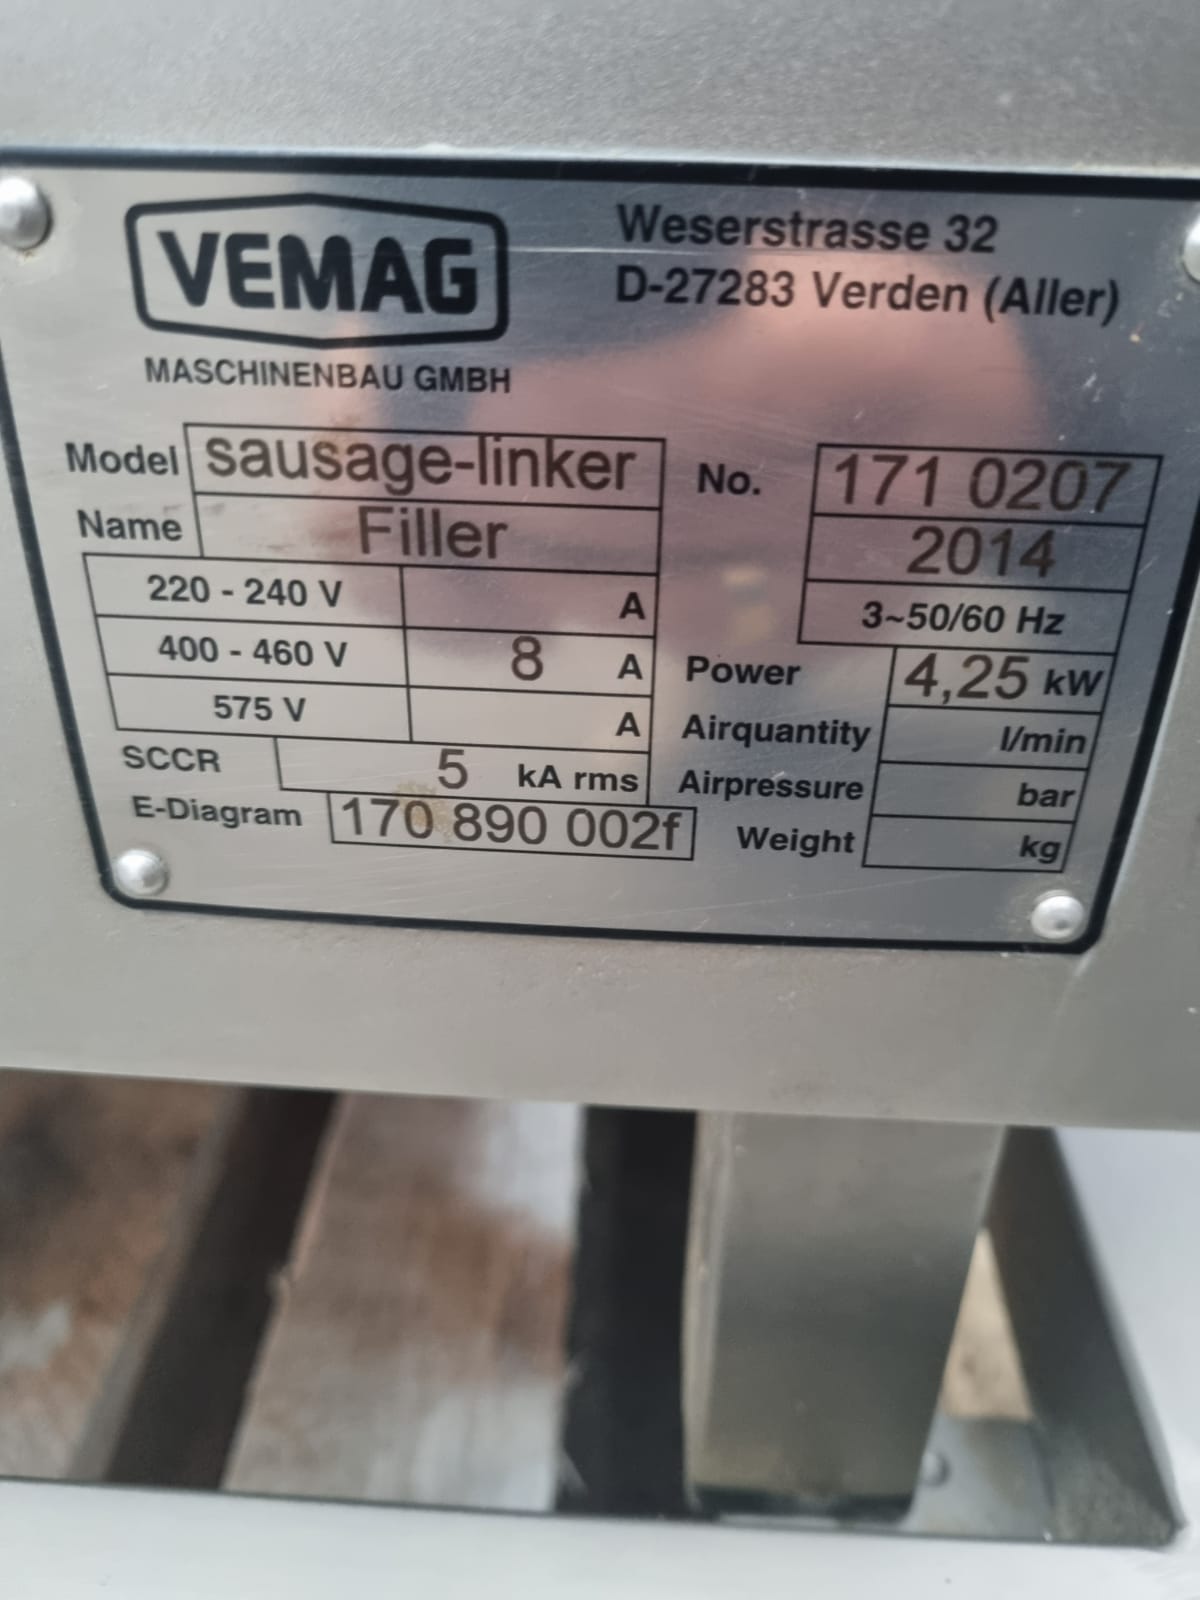 VEMAG
MASCHINENBAU GMBH
Weserstrasse 32
D-27283 Verden (Aller)
Model sausage-linker
Name Filler
220 - 240 V A
400 - 460 V 8 A
575 V A
SCCR 5 kA rms
E-Diagram 170 890 002f
No. 171 0207
2014
3~50/60 Hz
Power 4,25 kW
Airquantity l/min
Airpressure bar
Weight kg